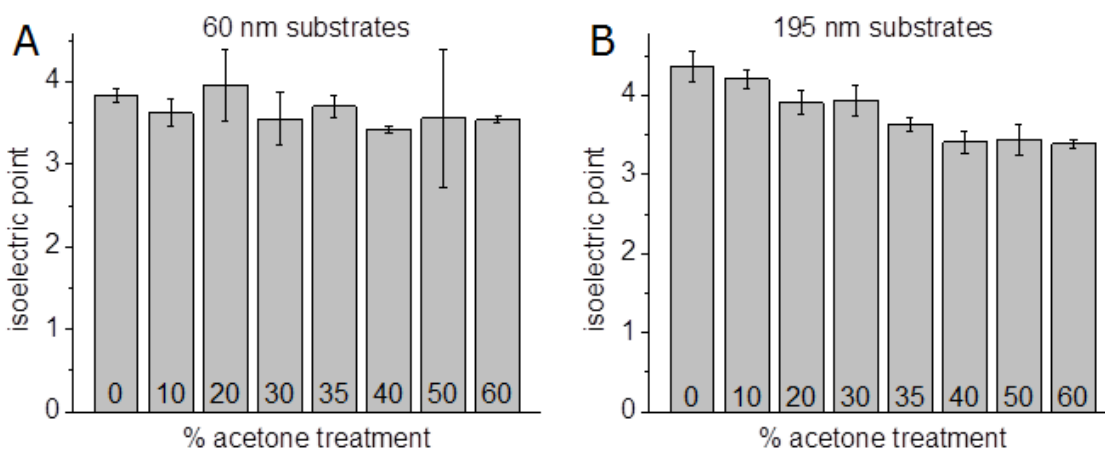 A
60 nm substrates
isoelectric point
4
3
2
1
0
0 10 20 30 35 40 50 60
% acetone treatment
B
195 nm substrates
isoelectric point
4
3
2
1
0
0 10 20 30 35 40 50 60
% acetone treatment